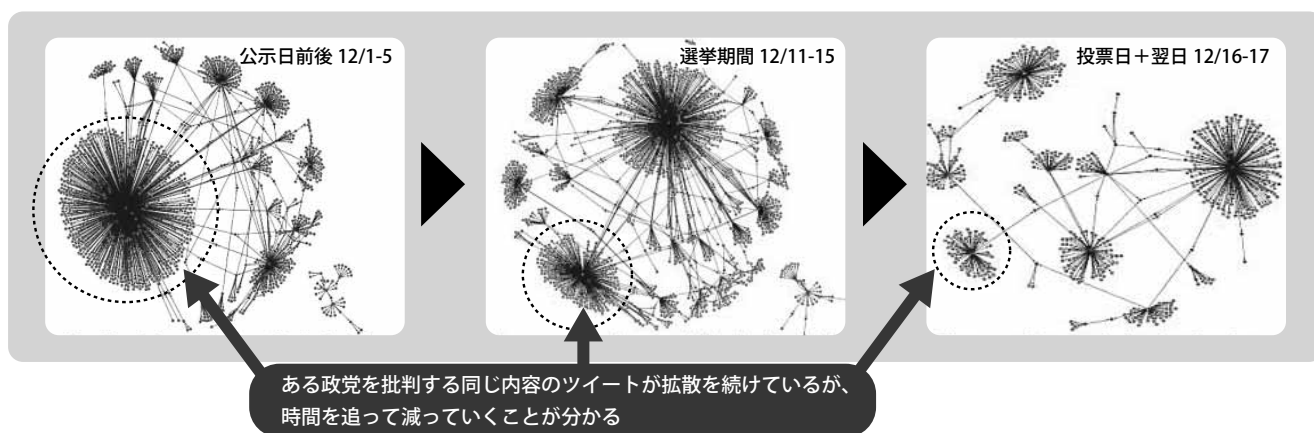 公示日前後 12/1-5
選挙期間 12/11-15
投票日＋翌日 12/16-17
ある政党を批判する同じ内容のツイートが拡散を続けているが、
時間を追って減っていくことが分かる